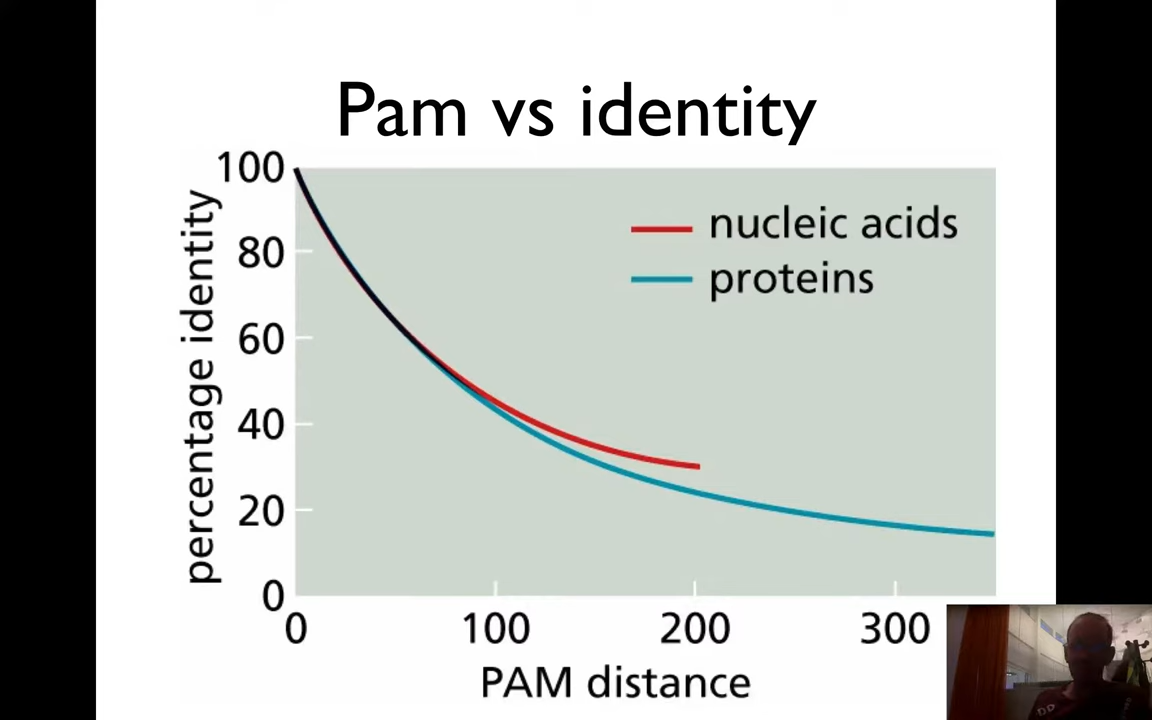 Pam vs identity
100
80
60
40
20
0
percentage identity
nucleic acids
proteins
0 100 200 300
PAM distance